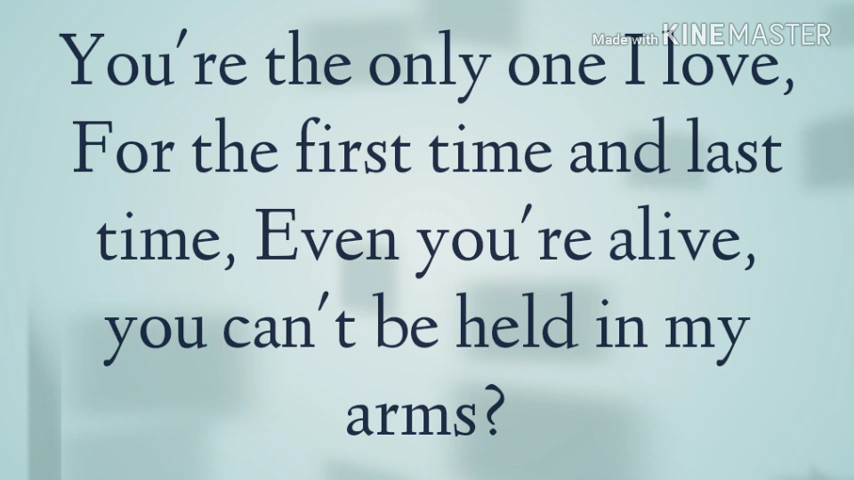 Made with KINEMASTER
You're the only one I love,
For the first time and last
time, Even you're alive,
you can't be held in my
arms?